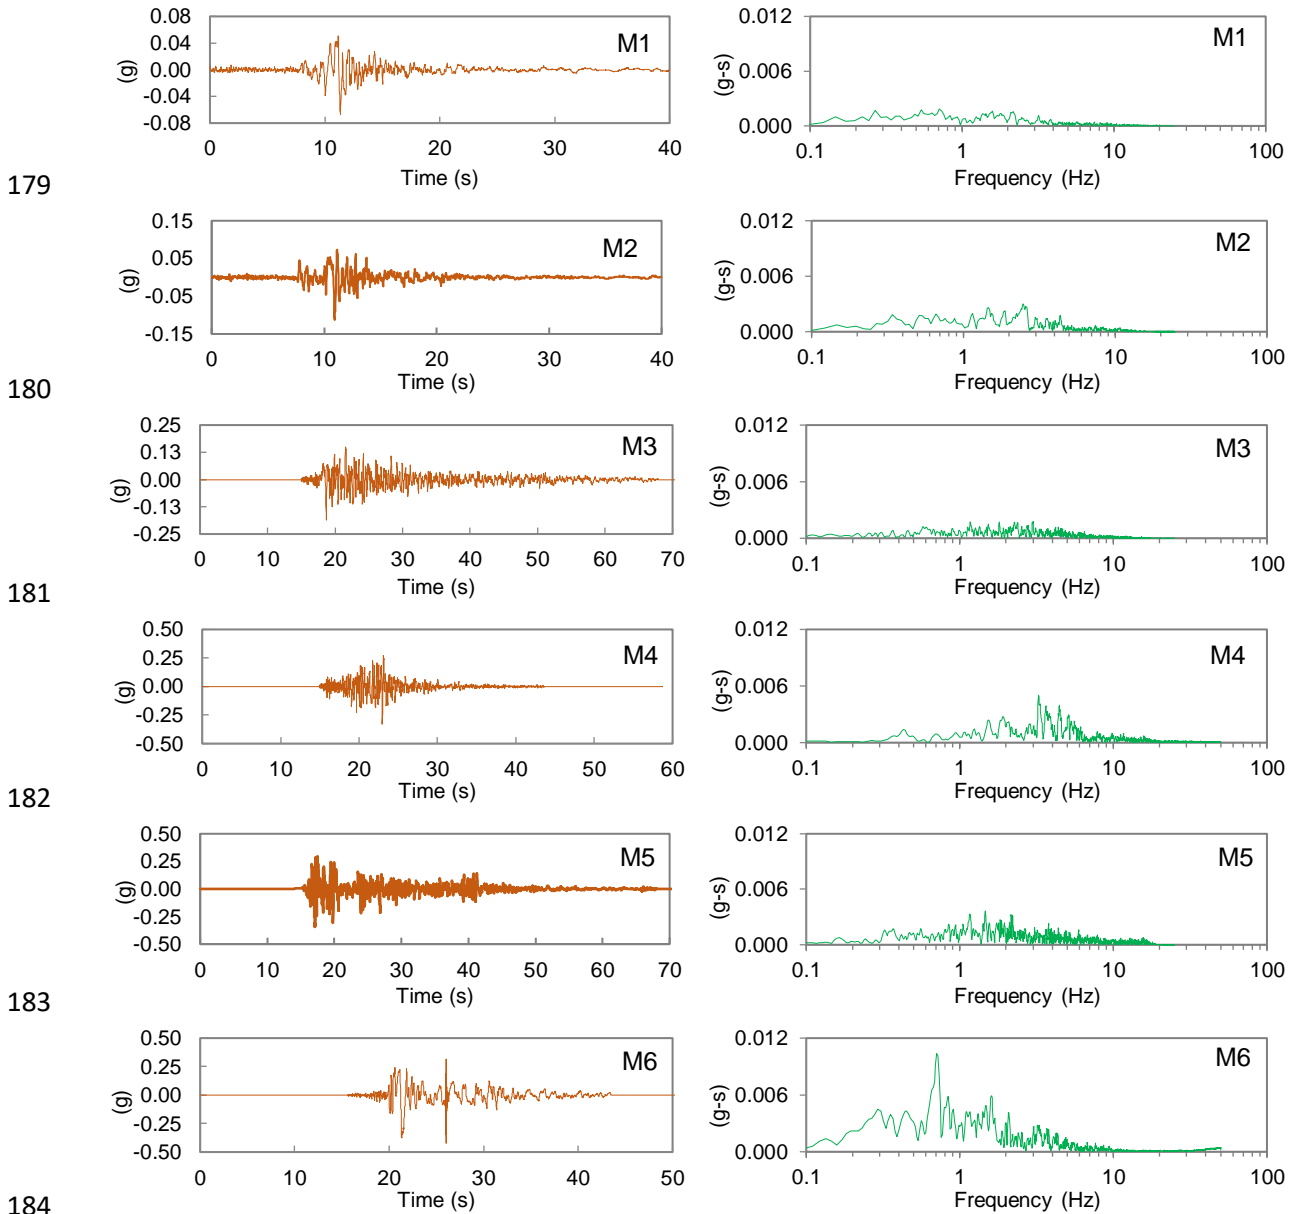 0.08
0.04
0.00
-0.04
-0.08
(g)
M1
0 10 20 30 40
Time (s)
0.012
0.006
0.000
(g-s)
M1
0.1 1 10 100
Frequency (Hz)
179
0.15
0.05
-0.05
-0.15
(g)
M2
0 10 20 30 40
Time (s)
0.012
0.006
0.000
(g-s)
M2
0.1 1 10 100
Frequency (Hz)
180
0.25
0.13
0.00
-0.13
-0.25
(g)
M3
0 10 20 30 40 50 60 70
Time (s)
0.012
0.006
0.000
(g-s)
M3
0.1 1 10 100
Frequency (Hz)
181
0.50
0.25
0.00
-0.25
-0.50
(g)
M4
0 10 20 30 40 50 60
Time (s)
0.012
0.006
0.000
(g-s)
M4
0.1 1 10 100
Frequency (Hz)
182
0.50
0.25
0.00
-0.25
-0.50
(g)
M5
0 10 20 30 40 50 60 70
Time (s)
0.012
0.006
0.000
(g-s)
M5
0.1 1 10 100
Frequency (Hz)
183
0.50
0.25
0.00
-0.25
-0.50
(g)
M6
0 10 20 30 40 50
Time (s)
0.012
0.006
0.000
(g-s)
M6
0.1 1 10 100
Frequency (Hz)
184